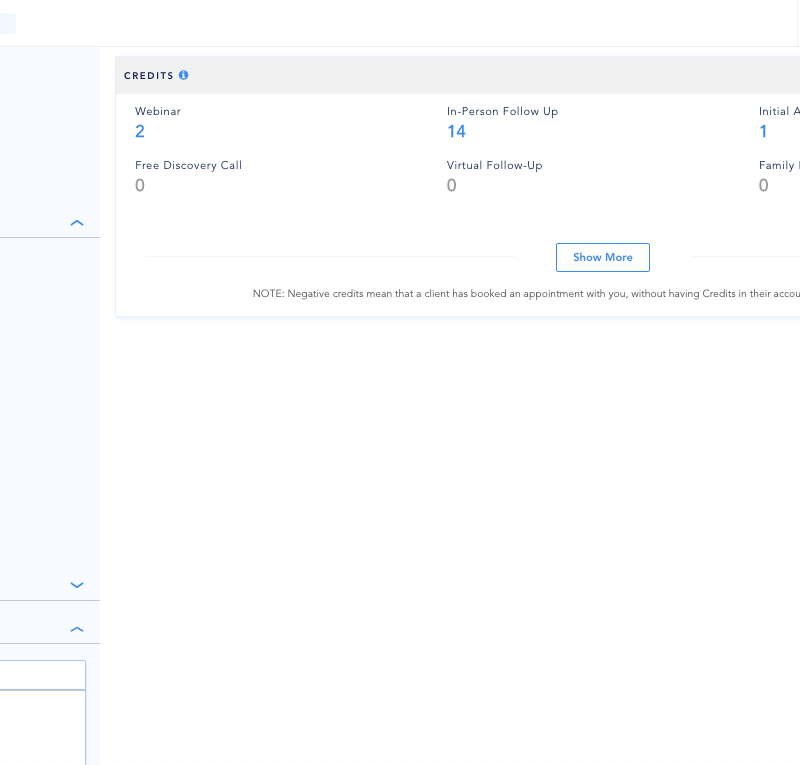 CREDITS
Webinar In-Person Follow Up Initial
2 14 1
Free Discovery Call Virtual Follow-Up Family
0 0 0
Show More
NOTE: Negative credits mean that a client has booked an appointment with you, without having Credits in their